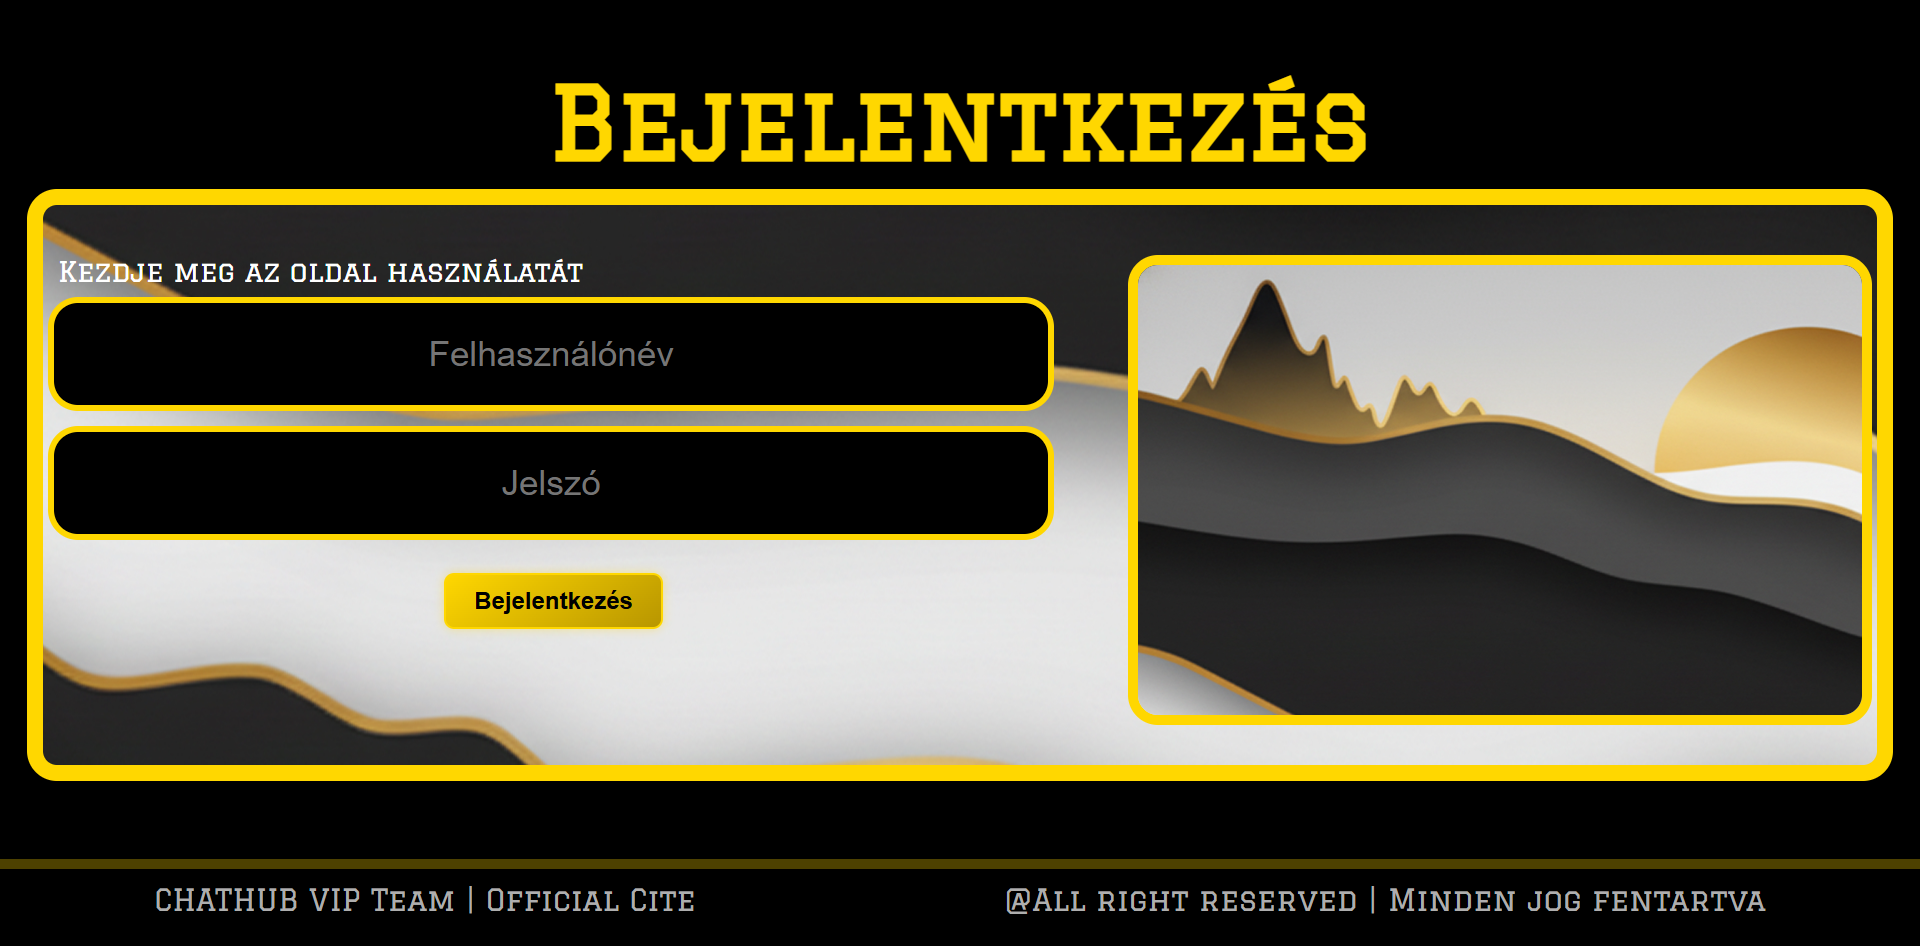 Bejelentkezés
Kezdje meg az oldal használatát
Felhasználónév
Jelszó
Bejelentkezés
CHATHUB VIP Team | Official Cite
@All right reserved | Minden jog fentartva